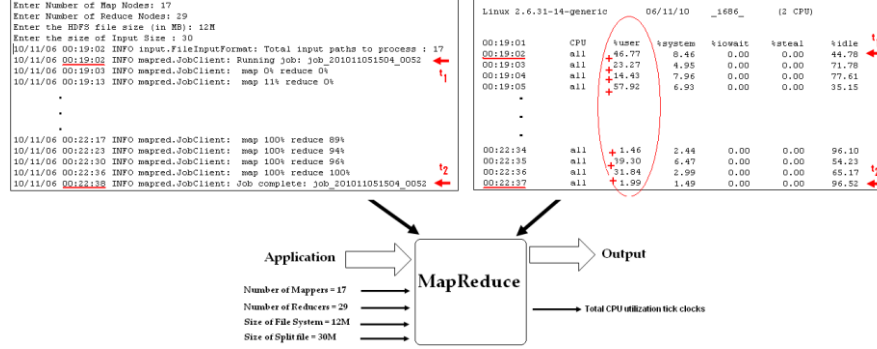 Enter Number of Map Nodes: 17
Enter Number of Reduce Nodes: 29
Enter the HDFS file size (in MB): 12M
Enter the size of Input Size : 30
10/11/06 00:19:02 INFO input.FileInputFormat: Total input paths to process : 17
10/11/06 00:19:02 INFO mapred.JobClient: Running job: job_201011051504_0052
10/11/06 00:19:03 INFO mapred.JobClient: map 0% reduce 0%
t1
10/11/06 00:19:13 INFO mapred.JobClient: map 11% reduce 0%
10/11/06 00:22:17 INFO mapred.JobClient: map 100% reduce 89%
10/11/06 00:22:23 INFO mapred.JobClient: map 100% reduce 94%
10/11/06 00:22:30 INFO mapred.JobClient: map 100% reduce 96%
10/11/06 00:22:36 INFO mapred.JobClient: map 100% reduce 100%
t2
10/11/06 00:22:38 INFO mapred.JobClient: Job complete: job_201011051504_0052
Linux 2.6.31-14-generic 06/11/10 _i686_ (2 CPU)
00:19:01 CPU %user %system %iowait %steal %idle
00:19:02 all 46.77 8.46 0.00 0.00 44.78
00:19:03 all +23.27 4.95 0.00 0.00 71.78
00:19:04 all +14.43 7.96 0.00 0.00 77.61
00:19:05 all +57.92 6.93 0.00 0.00 35.15
00:22:34 all + 1.46 2.44 0.00 0.00 96.10
00:22:35 all +39.30 6.47 0.00 0.00 54.23
00:22:36 all +31.84 2.99 0.00 0.00 65.17
00:22:37 all + 1.99 1.49 0.00 0.00 96.52
Application
MapReduce
Output
Number of Mappers = 17
Number of Reducers = 29
Size of File System = 12M
Size of Split file = 30M
Total CPU utilization tick clocks